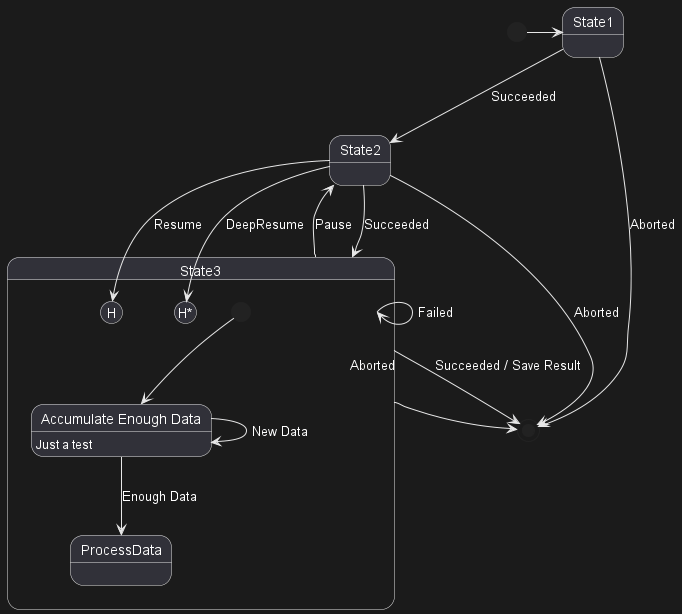 State1
Succeeded
State2
Resume
DeepResume
Pause
Succeeded
Aborted
State3
H
H*
Failed
Aborted
Aborted
Succeeded / Save Result
Accumulate Enough Data
Just a test
New Data
Enough Data
ProcessData